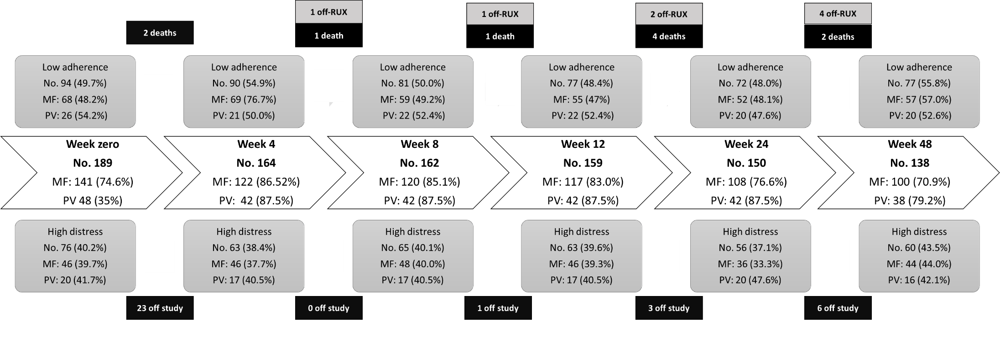 2 deaths
1 off-RUX
1 death
1 off-RUX
1 death
2 off-RUX
4 deaths
4 off-RUX
2 deaths
Low adherence
No. 94 (49.7%)
MF: 68 (48.2%)
PV: 26 (54.2%)
Low adherence
No. 90 (54.9%)
MF: 69 (76.7%)
PV: 21 (50.0%)
Low adherence
No. 81 (50.0%)
MF: 59 (49.2%)
PV: 22 (52.4%)
Low adherence
No. 77 (48.4%)
MF: 55 (47%)
PV: 22 (52.4%)
Low adherence
No. 72 (48.0%)
MF: 52 (48.1%)
PV: 20 (47.6%)
Low adherence
No. 77 (55.8%)
MF: 57 (57.0%)
PV: 20 (52.6%)
Week zero
No. 189
MF: 141 (74.6%)
PV 48 (35%)
Week 4
No. 164
MF: 122 (86.52%)
PV:  42 (87.5%)
Week 8
No. 162
MF: 120 (85.1%)
PV: 42 (87.5%)
Week 12
No. 159
MF: 117 (83.0%)
PV: 42 (87.5%)
Week 24
No. 150
MF: 108 (76.6%)
PV: 42 (87.5%)
Week 48
No. 138
MF: 100 (70.9%)
PV: 38 (79.2%)
High distress
No. 76 (40.2%)
MF: 46 (39.7%)
PV: 20 (41.7%)
High distress
No. 63 (38.4%)
MF: 46 (37.7%)
PV: 17 (40.5%)
High distress
No. 65 (40.1%)
MF: 48 (40.0%)
PV: 17 (40.5%)
High distress
No. 63 (39.6%)
MF: 46 (39.3%)
PV: 17 (40.5%)
High distress
No. 56 (37.1%)
MF: 36 (33.3%)
PV: 20 (47.6%)
High distress
No. 60 (43.5%)
MF: 44 (44.0%)
PV: 16 (42.1%)
23 off study
0 off study
1 off study
3 off study
6 off study